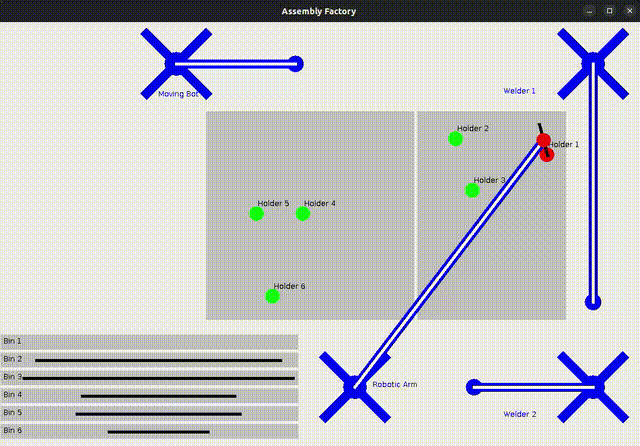 Assembly Factory
Moving Bot
Welder 1
Holder 2
Holder 1
Holder 3
Holder 5
Holder 4
Holder 6
Bin 1
Bin 2
Bin 3
Bin 4
Bin 5
Bin 6
Robotic Arm
Welder 2